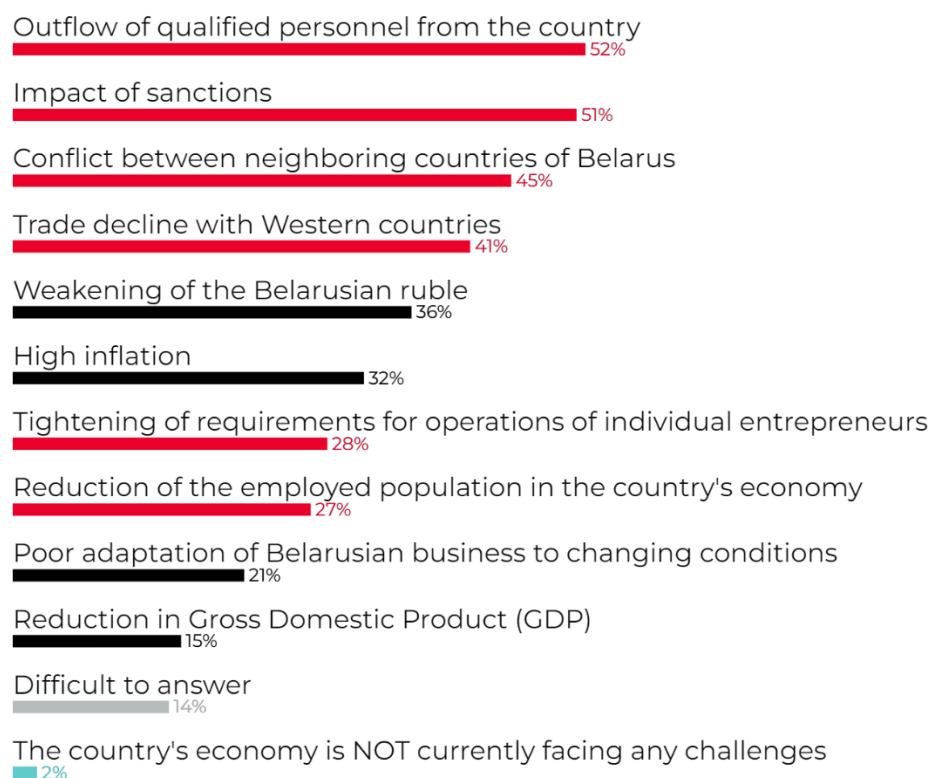 Outflow of qualified personnel from the country
52%
Impact of sanctions
51%
Conflict between neighboring countries of Belarus
45%
Trade decline with Western countries
41%
Weakening of the Belarusian ruble
36%
High inflation
32%
Tightening of requirements for operations of individual entrepreneurs
28%
Reduction of the employed population in the country's economy
27%
Poor adaptation of Belarusian business to changing conditions
21%
Reduction in Gross Domestic Product (GDP)
15%
Difficult to answer
14%
The country's economy is NOT currently facing any challenges
2%